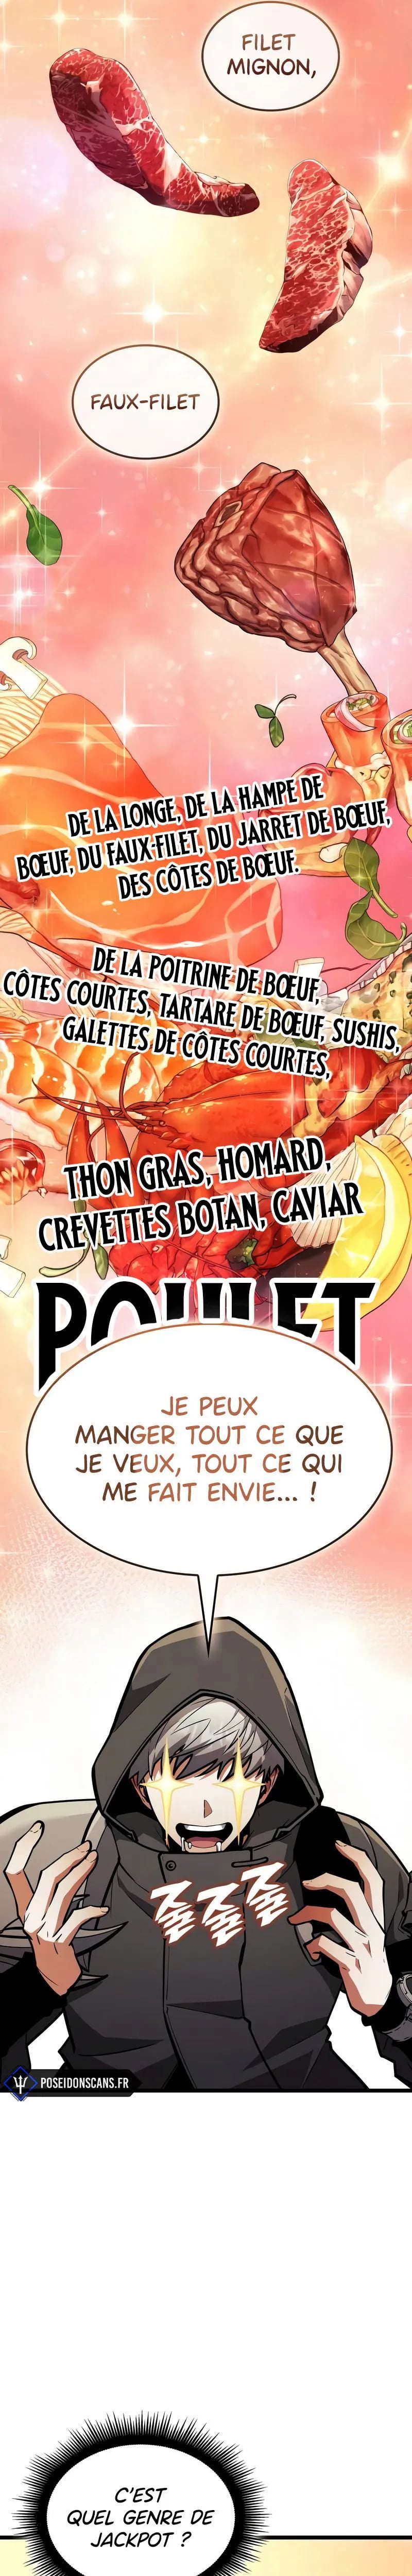 FILET
MIGNON,
FAUX-FILET
DE LA LONGE, DE LA HAMPE DE
BŒUF, DU FAUX-FILET, DU JARRET DE BŒUF,
DES CÔTES DE BŒUF.
DE LA POITRINE DE BŒUF,
CÔTES COURTES, TARTARE DE BŒUF, SUSHIS,
GALETTES DE CÔTES COURTES,
THON GRAS, HOMARD,
CREVETTES BOTAN, CAVIAR
POULET
JE PEUX
MANGER TOUT CE QUE
JE VEUX, TOUT CE QUI
ME FAIT ENVIE... !
줄줄줄
POSEIDONSCANS.FR
C'EST
QUEL GENRE DE
JACKPOT ?